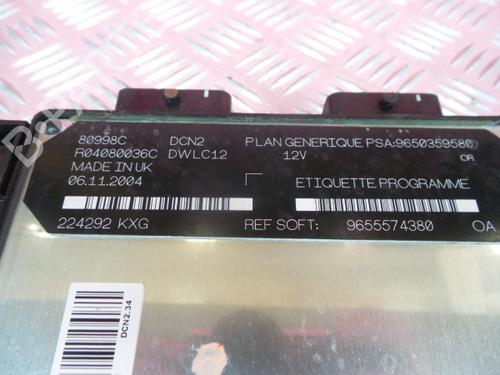 80998C DCN2 PLAN GENERIQUE PSA:9650359580
R04080036C DWLC12 12V OR
MADE IN UK
06.11.2004 ETIQUETTE PROGRAMME
224292 KXG REF SOFT: 9655574380 OA
DCN2.34